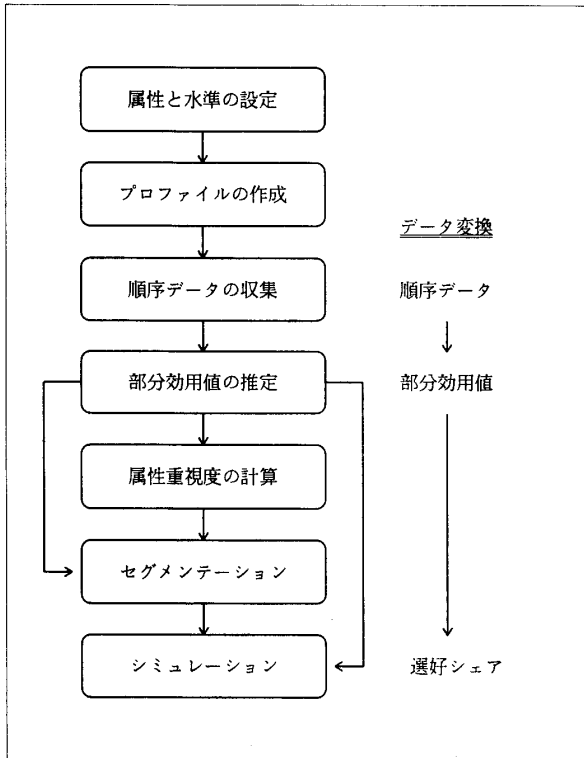 属性と水準の設定
プロファイルの作成
データ変換
順序データの収集
順序データ
部分効用値の推定
部分効用値
属性重視度の計算
セグメンテーション
シミュレーション
選好シェア